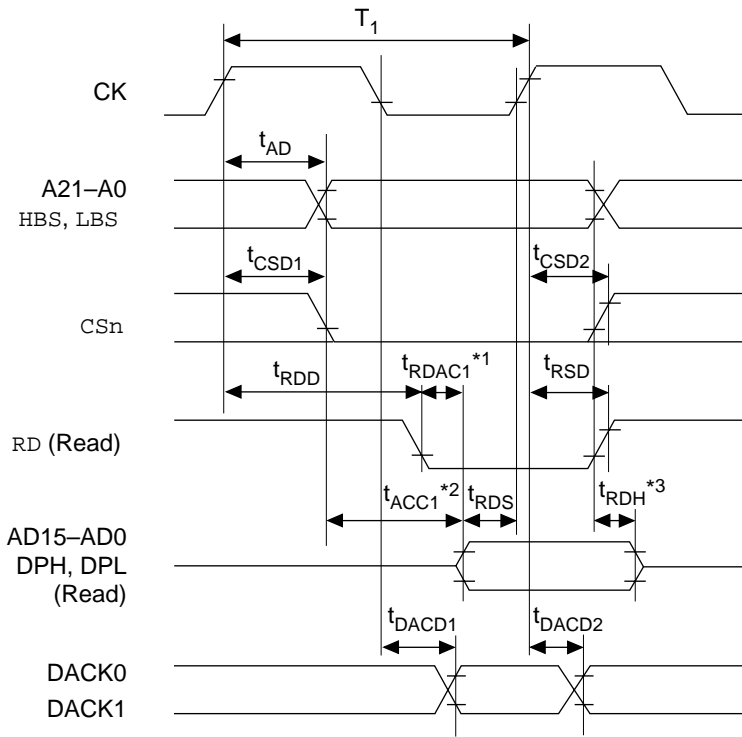 T1
CK
tAD
A21–A0
HBS, LBS
tCSD1
tCSD2
CSn
tRDD
tRDAC1*1
tRSD
RD (Read)
tACC1*2
tRDS
tRDH*3
AD15–AD0
DPH, DPL
(Read)
tDACD1
tDACD2
DACK0
DACK1